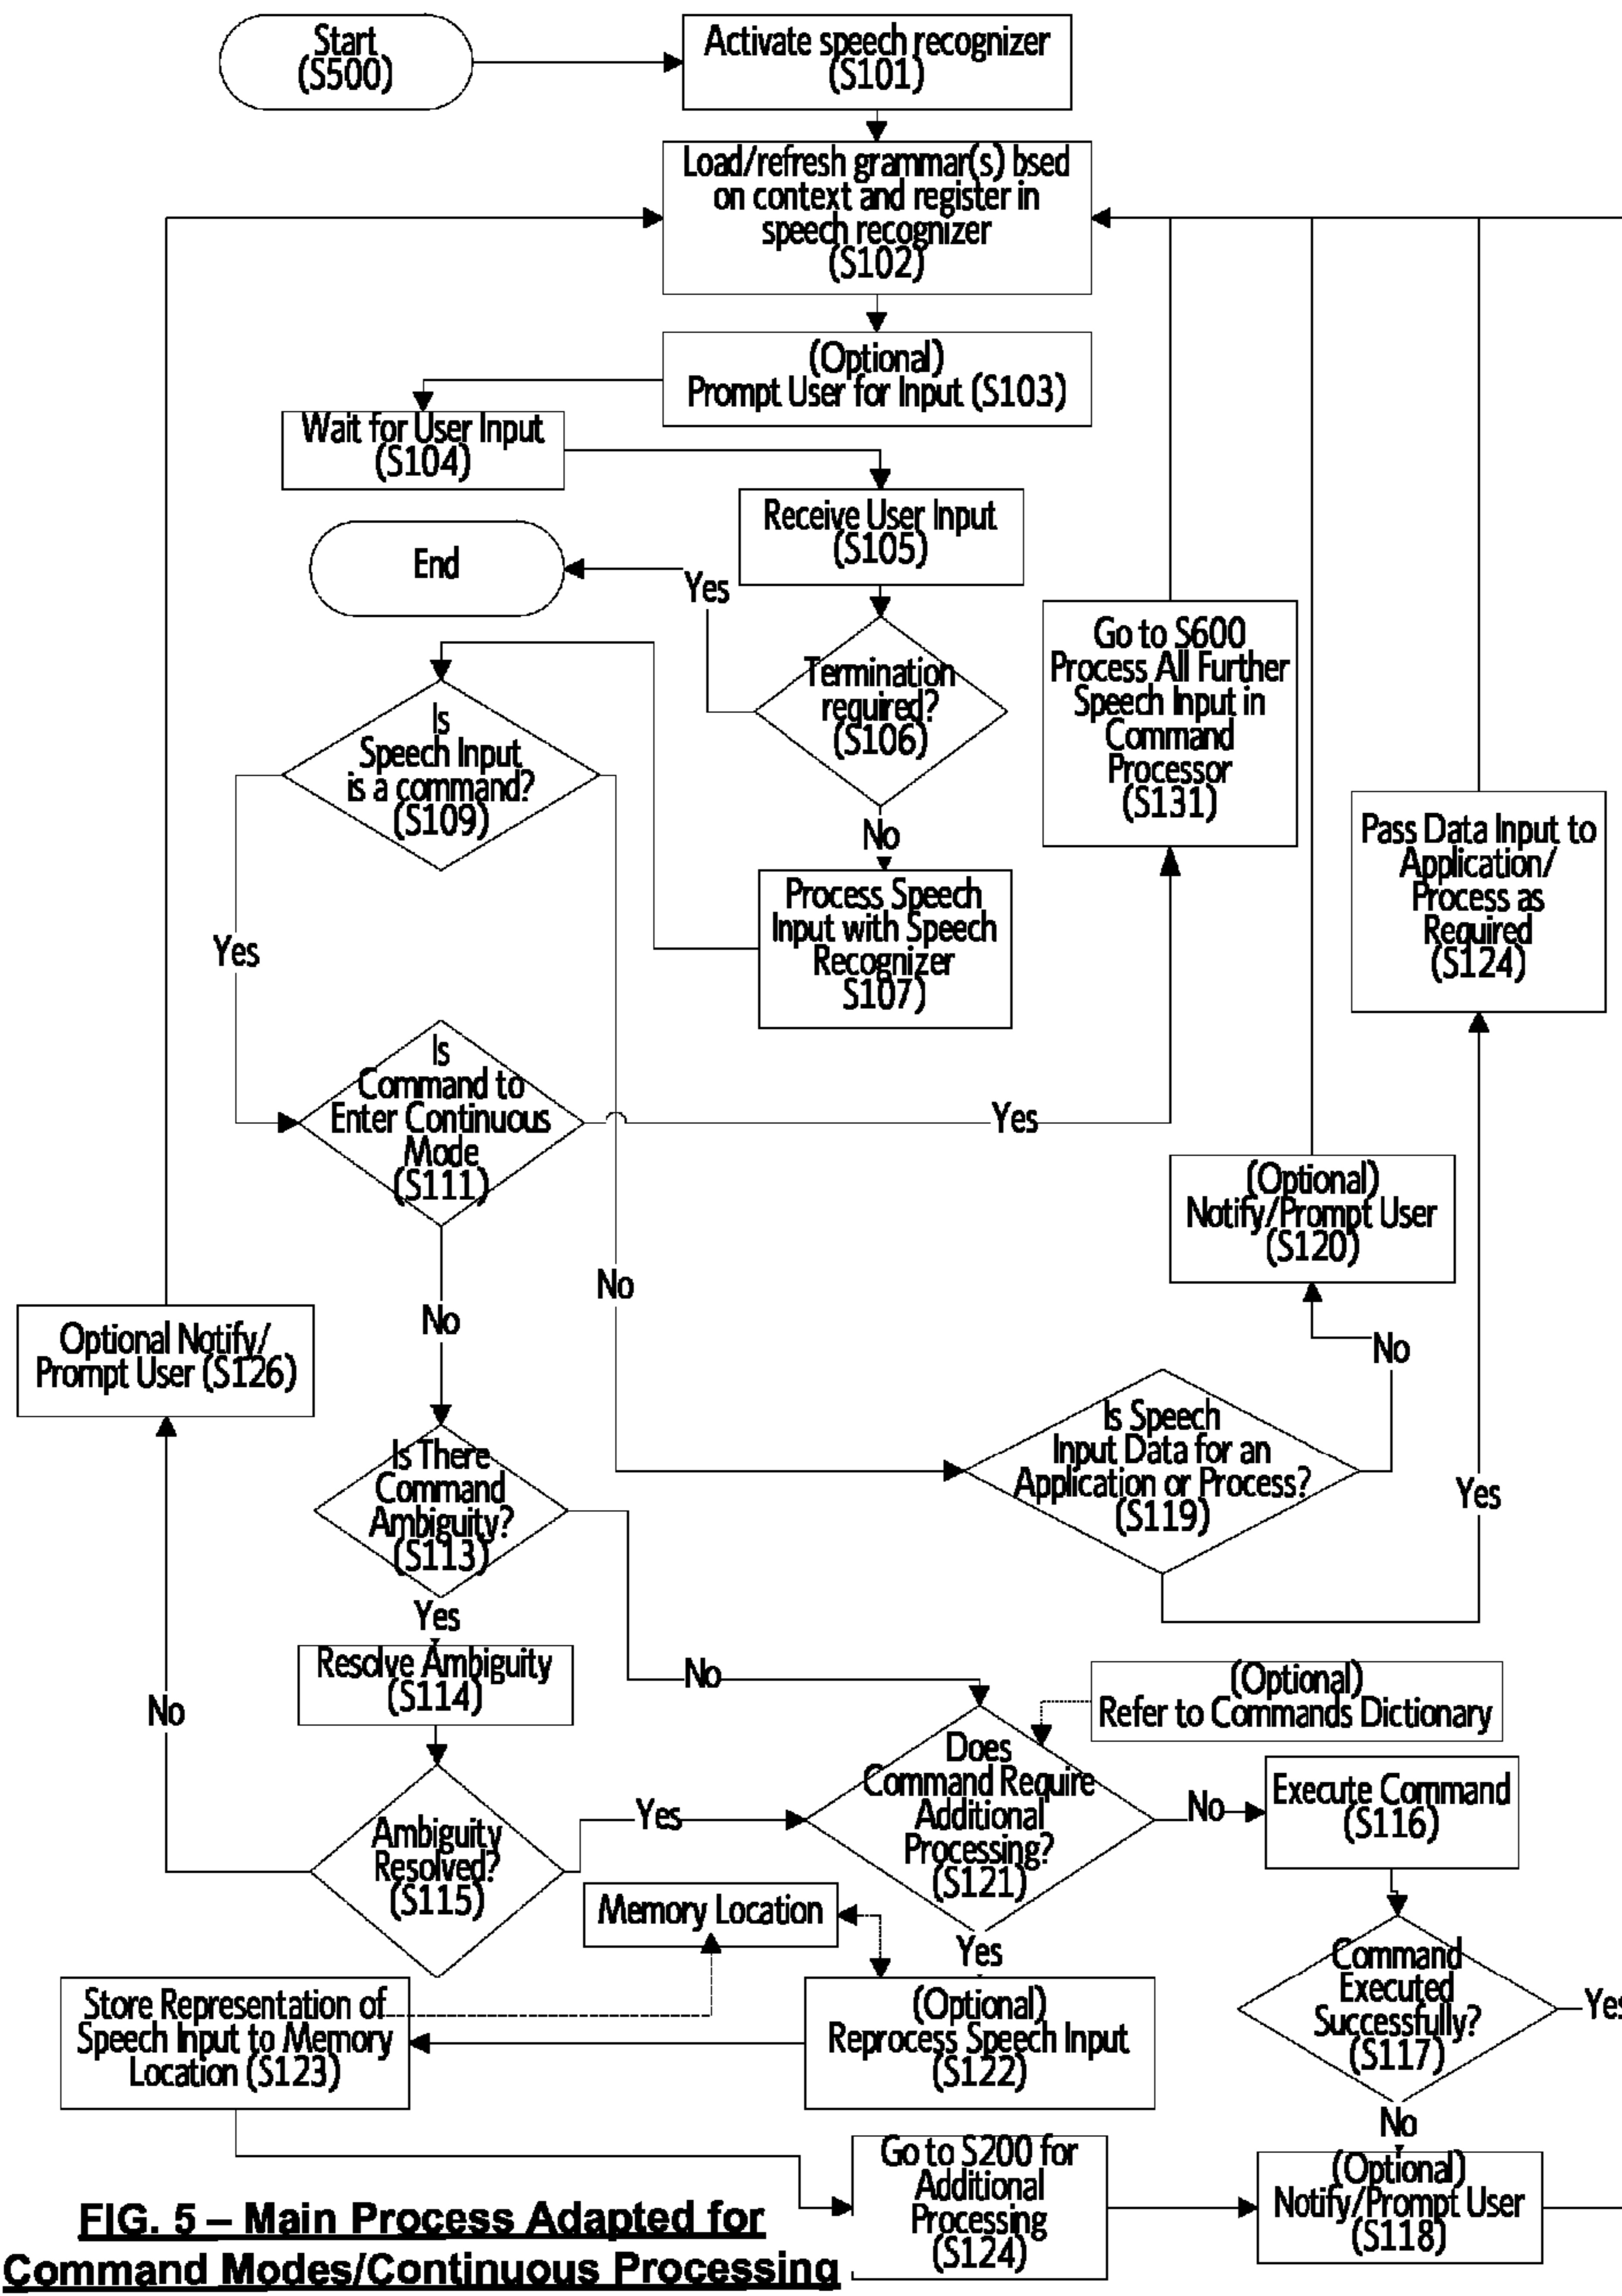 Start
(S500)
Activate speech recognizer
(S101)
Load/refresh grammar(s) bsed
on context and register in
speech recognizer
(S102)
(Optional)
Prompt User for Input (S103)
Wait for User Input
(S104)
Receive User Input
(S105)
End
Yes
Termination
required?
(S106)
No
Go to S600
Process All Further
Speech Input in
Command
Processor
(S131)
Is
Speech Input
is a command?
(S109)
Pass Data Input to
Application/
Process as
Required
(S124)
Process Speech
Input with Speech
Recognizer
S107)
Yes
Is
Command to
Enter Continuous
Mode
(S111)
Yes
(Optional)
Notify/Prompt User
(S120)
No
No
Optional Notify/
Prompt User (S126)
No
Is Speech
Input Data for an
Application or Process?
(S119)
Yes
Is There
Command
Ambiguity?
(S113)
Yes
Resolve Ambiguity
(S114)
No
No
(Optional)
Refer to Commands Dictionary
Does
Command Require
Additional
Processing?
(S121)
No
Execute Command
(S116)
Yes
Ambiguity
Resolved?
(S115)
Memory Location
Yes
Command
Executed
Successfully?
(S117)
Yes
Store Representation of
Speech Input to Memory
Location (S123)
(Optional)
Reprocess Speech Input
(S122)
No
Go to S200 for
Additional
Processing
(S124)
(Optional)
Notify/Prompt User
(S118)
FIG. 5 – Main Process Adapted for
Command Modes/Continuous Processing